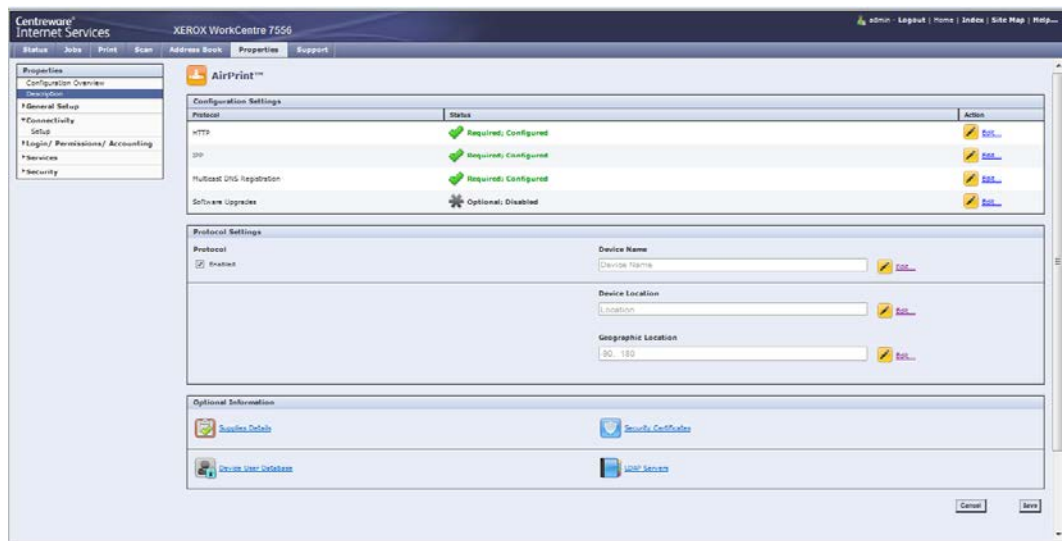 Centreware®
Internet Services
XEROX WorkCentre 7556
admin - Logout | Home | Index | Site Map | Help...
Status Jobs Print Scan Address Book Properties Support
Properties
Configuration Overview
Description
General Setup
Connectivity
Setup
Login/ Permissions/ Accounting
Services
Security
AirPrint™
Configuration Settings
Protocol Status Action
HTTP Required; Configured Edit...
IPP Required; Configured Edit...
Multicast DNS Registration Required; Configured Edit...
Software Upgrades Optional; Disabled Edit...
Protocol Settings
Protocol
Enabled
Device Name
Device Name Edit...
Device Location
Location Edit...
Geographic Location
90, 180 Edit...
Optional Information
Supplies Details
Security Certificates
Device User Database
LDAP Servers
Cancel Save